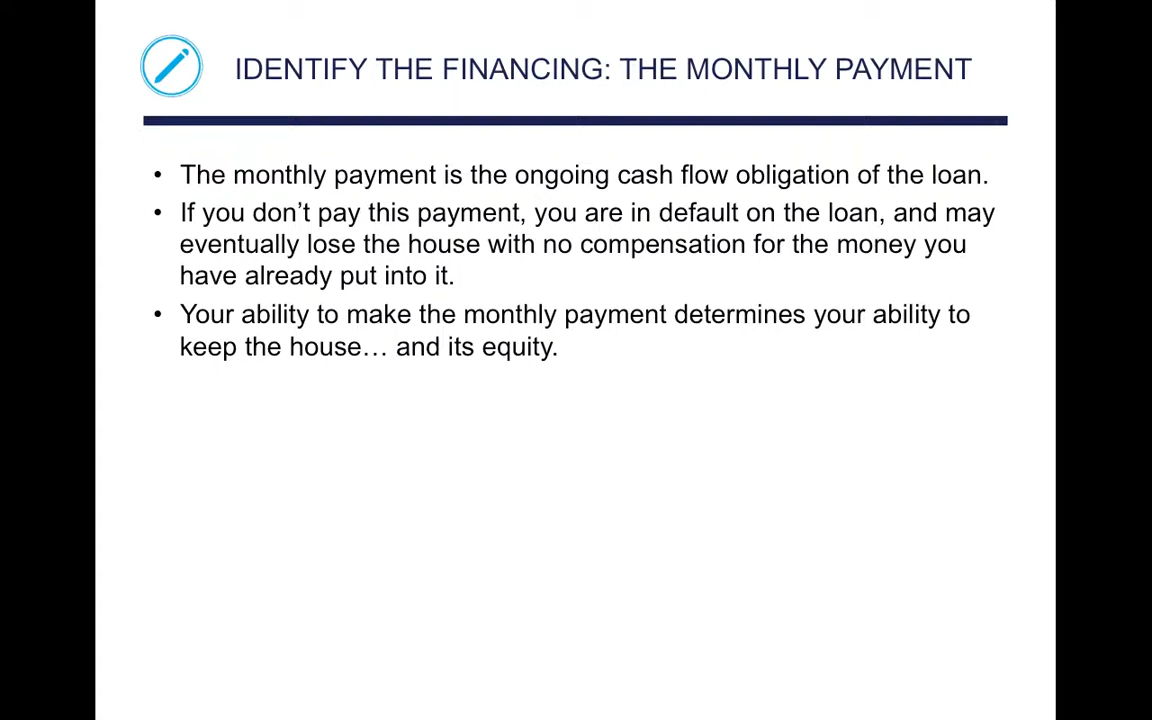 IDENTIFY THE FINANCING: THE MONTHLY PAYMENT
• The monthly payment is the ongoing cash flow obligation of the loan.
• If you don’t pay this payment, you are in default on the loan, and may
eventually lose the house with no compensation for the money you
have already put into it.
• Your ability to make the monthly payment determines your ability to
keep the house… and its equity.